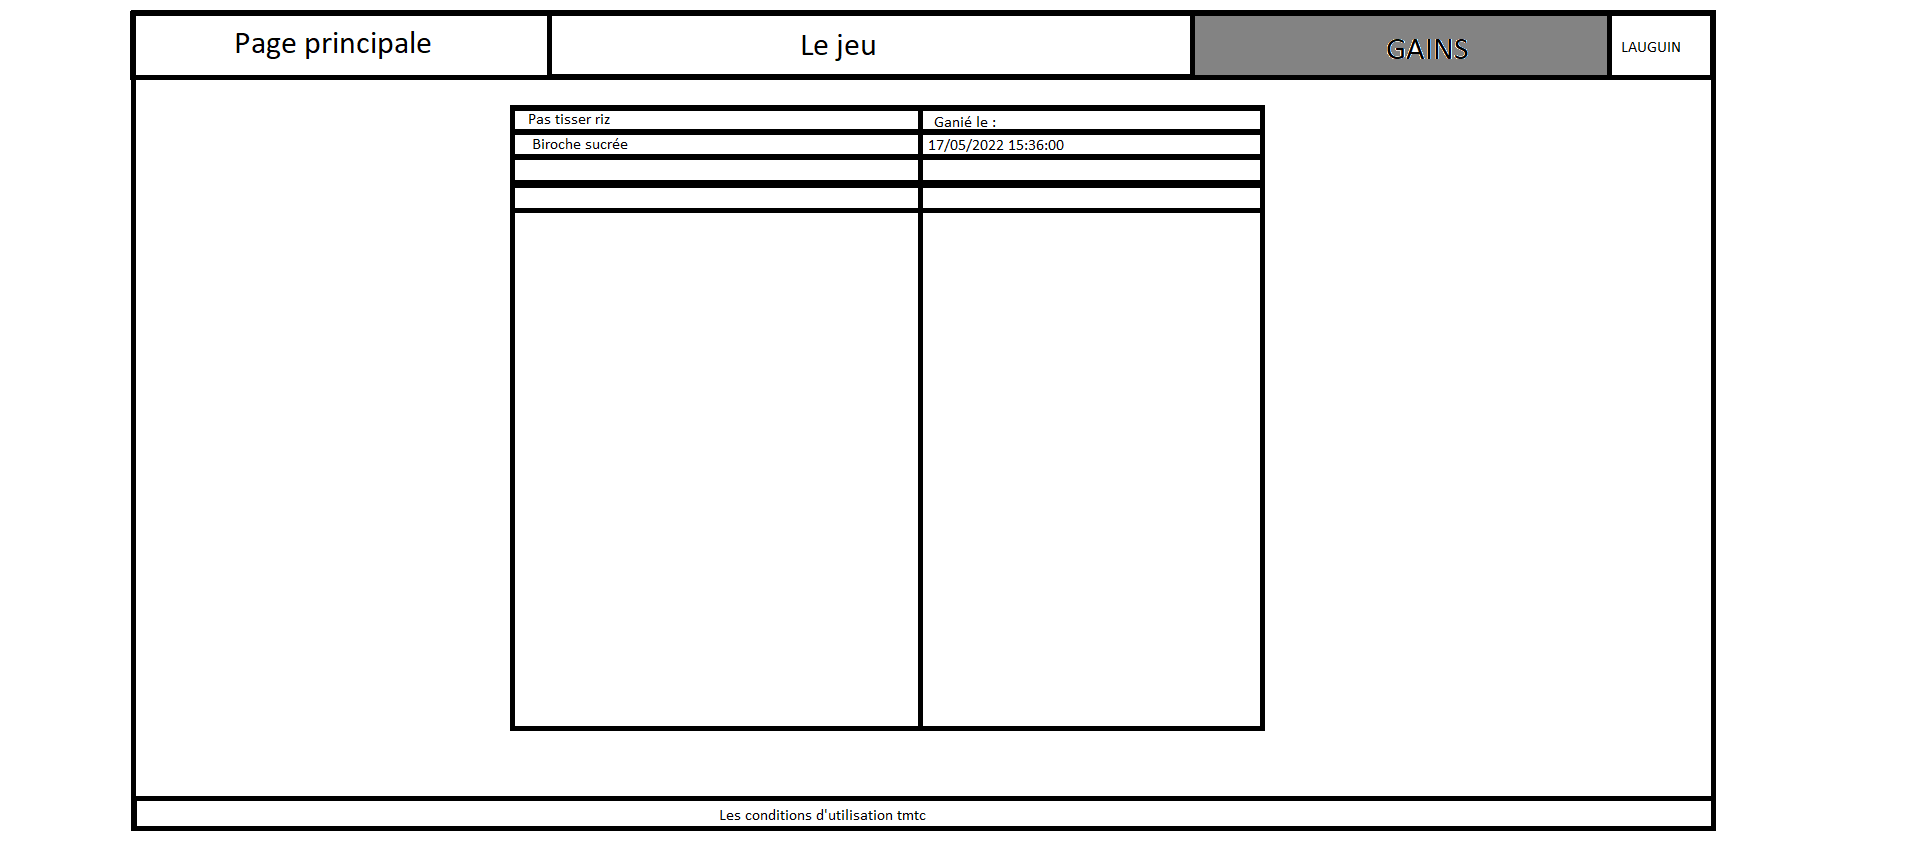 Page principale
Le jeu
GAINS
LAUGUIN
Pas tisser riz
Ganié le :
Biroche sucrée
17/05/2022 15:36:00
Les conditions d'utilisation tmtc